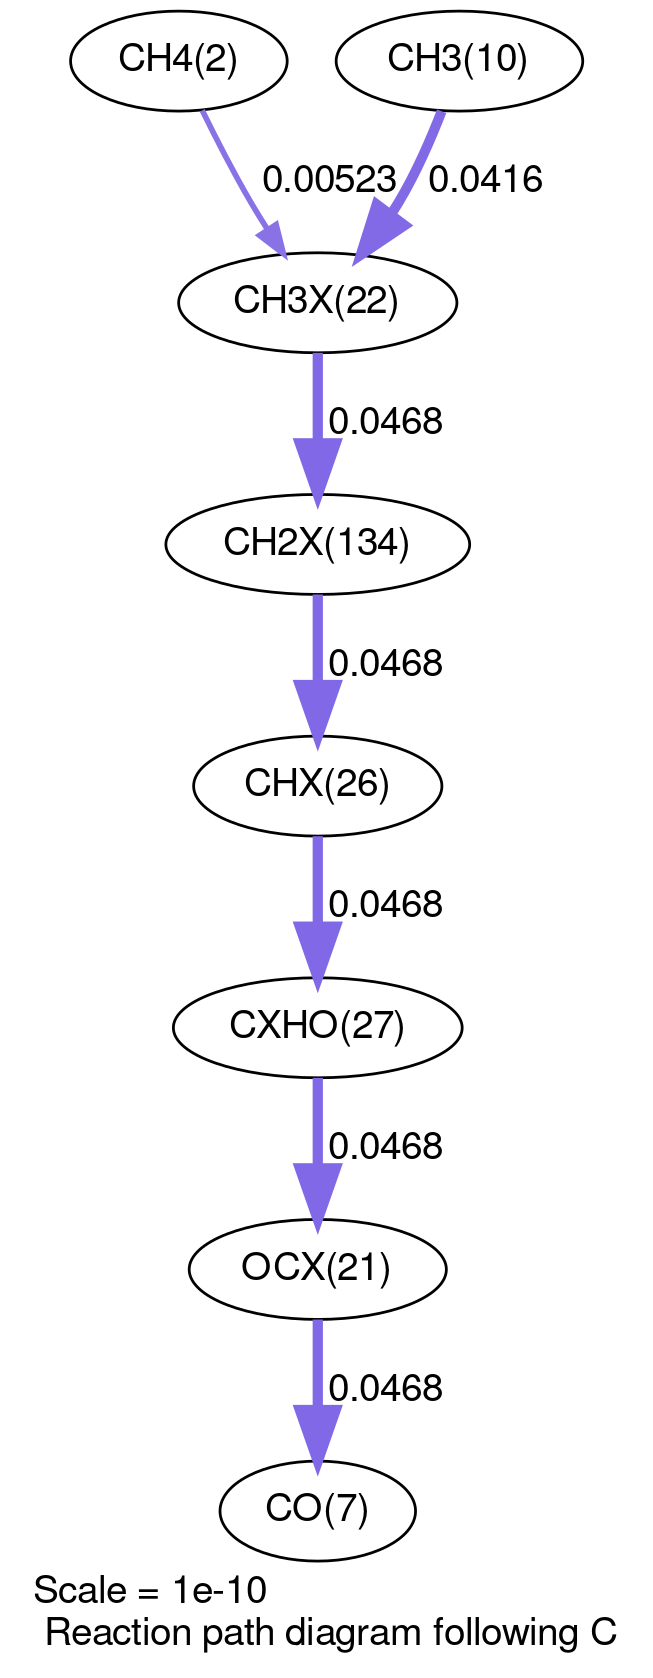 CH4(2)
CH3(10)
0.00523
0.0416
CH3X(22)
0.0468
CH2X(134)
0.0468
CHX(26)
0.0468
CXHO(27)
0.0468
OCX(21)
0.0468
CO(7)
Scale = 1e-10
Reaction path diagram following C